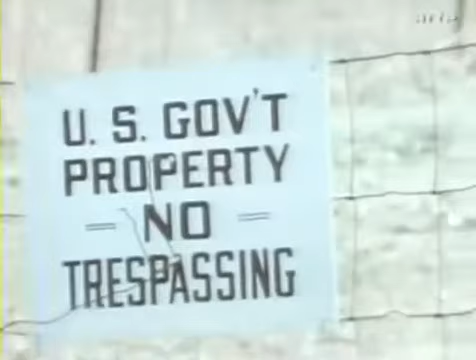 U. S. GOV'T
PROPERTY
= NO =
TRESPASSING